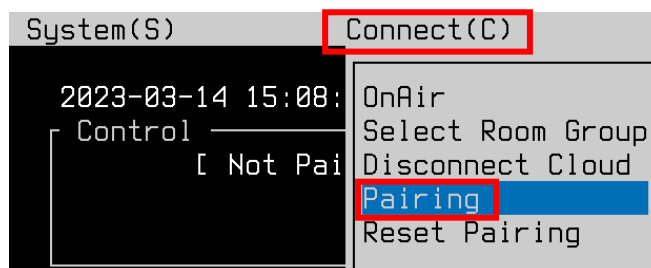 System(S) Connect(C)
2023-03-14 15:08: OnAir
Control Select Room Group
[ Not Pai Disconnect Cloud
Pairing
Reset Pairing